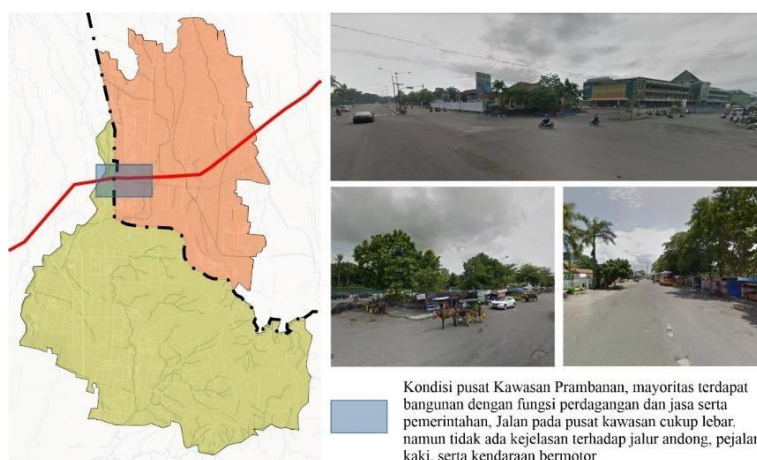 Kondisi pusat Kawasan Prambanan, mayoritas terdapat
bangunan dengan fungsi perdagangan dan jasa serta
pemerintahan, Jalan pada pusat kawasan cukup lebar.
namun tidak ada kejelasan terhadap jalur andong, pejalan
kaki, serta kendaraan bermotor